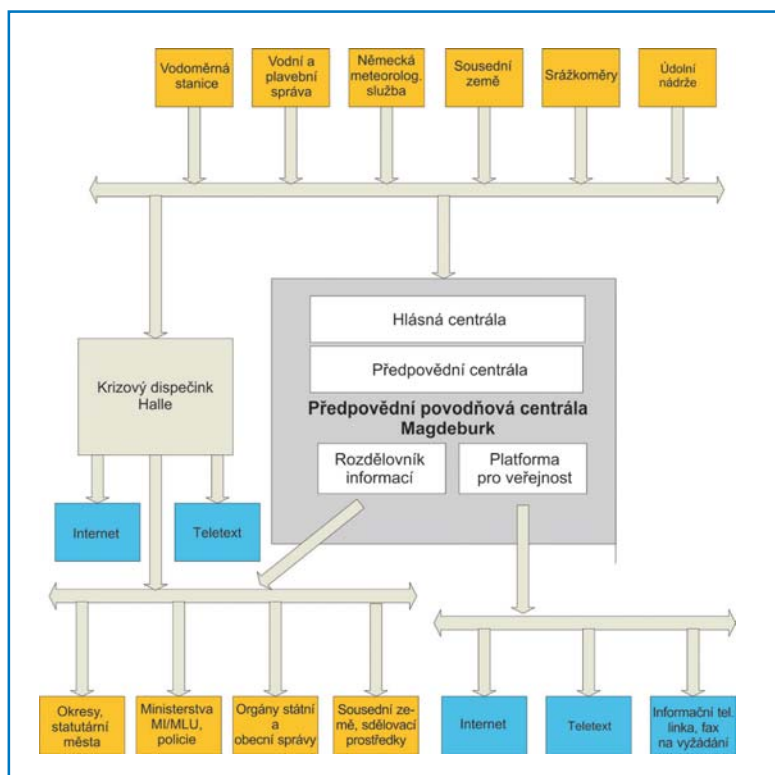 Vodoměrná
stanice
Vodní a
plavební
správa
Německá
meteorolog.
služba
Sousední
země
Srážkoměry
Údolní
nádrže
Hlásná centrála
Předpovědní centrála
Předpovědní povodňová centrála
Magdeburk
Krizový dispečink
Halle
Rozdělovník
informací
Platforma
pro veřejnost
Internet
Teletext
Okresy,
statutární
města
Ministerstva
MI/MLU,
policie
Orgány státní
a
obecní správy
Sousední ze-
mě, sdělovací
prostředky
Internet
Teletext
Informační tel.
linka, fax
na vyžádání